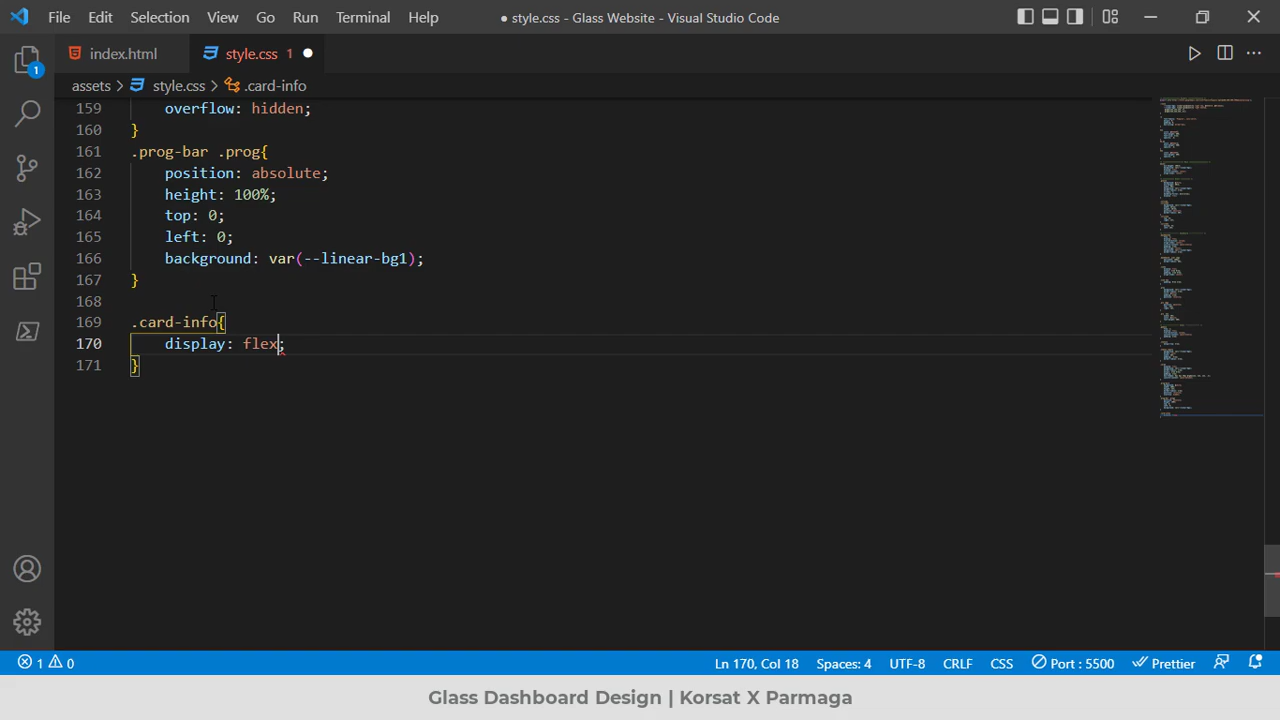 File Edit Selection View Go Run Terminal Help ● style.css - Glass Website - Visual Studio Code
index.html style.css 1
assets > style.css > .card-info
159 overflow: hidden;
160 }
161 .prog-bar .prog{
162 position: absolute;
163 height: 100%;
164 top: 0;
165 left: 0;
166 background: var(--linear-bg1);
167 }
168
169 .card-info{
170 display: flex;
171 }
1
1 0 Ln 170, Col 18 Spaces: 4 UTF-8 CRLF CSS Port : 5500 Prettier
Glass Dashboard Design | Korsat X Parmaga